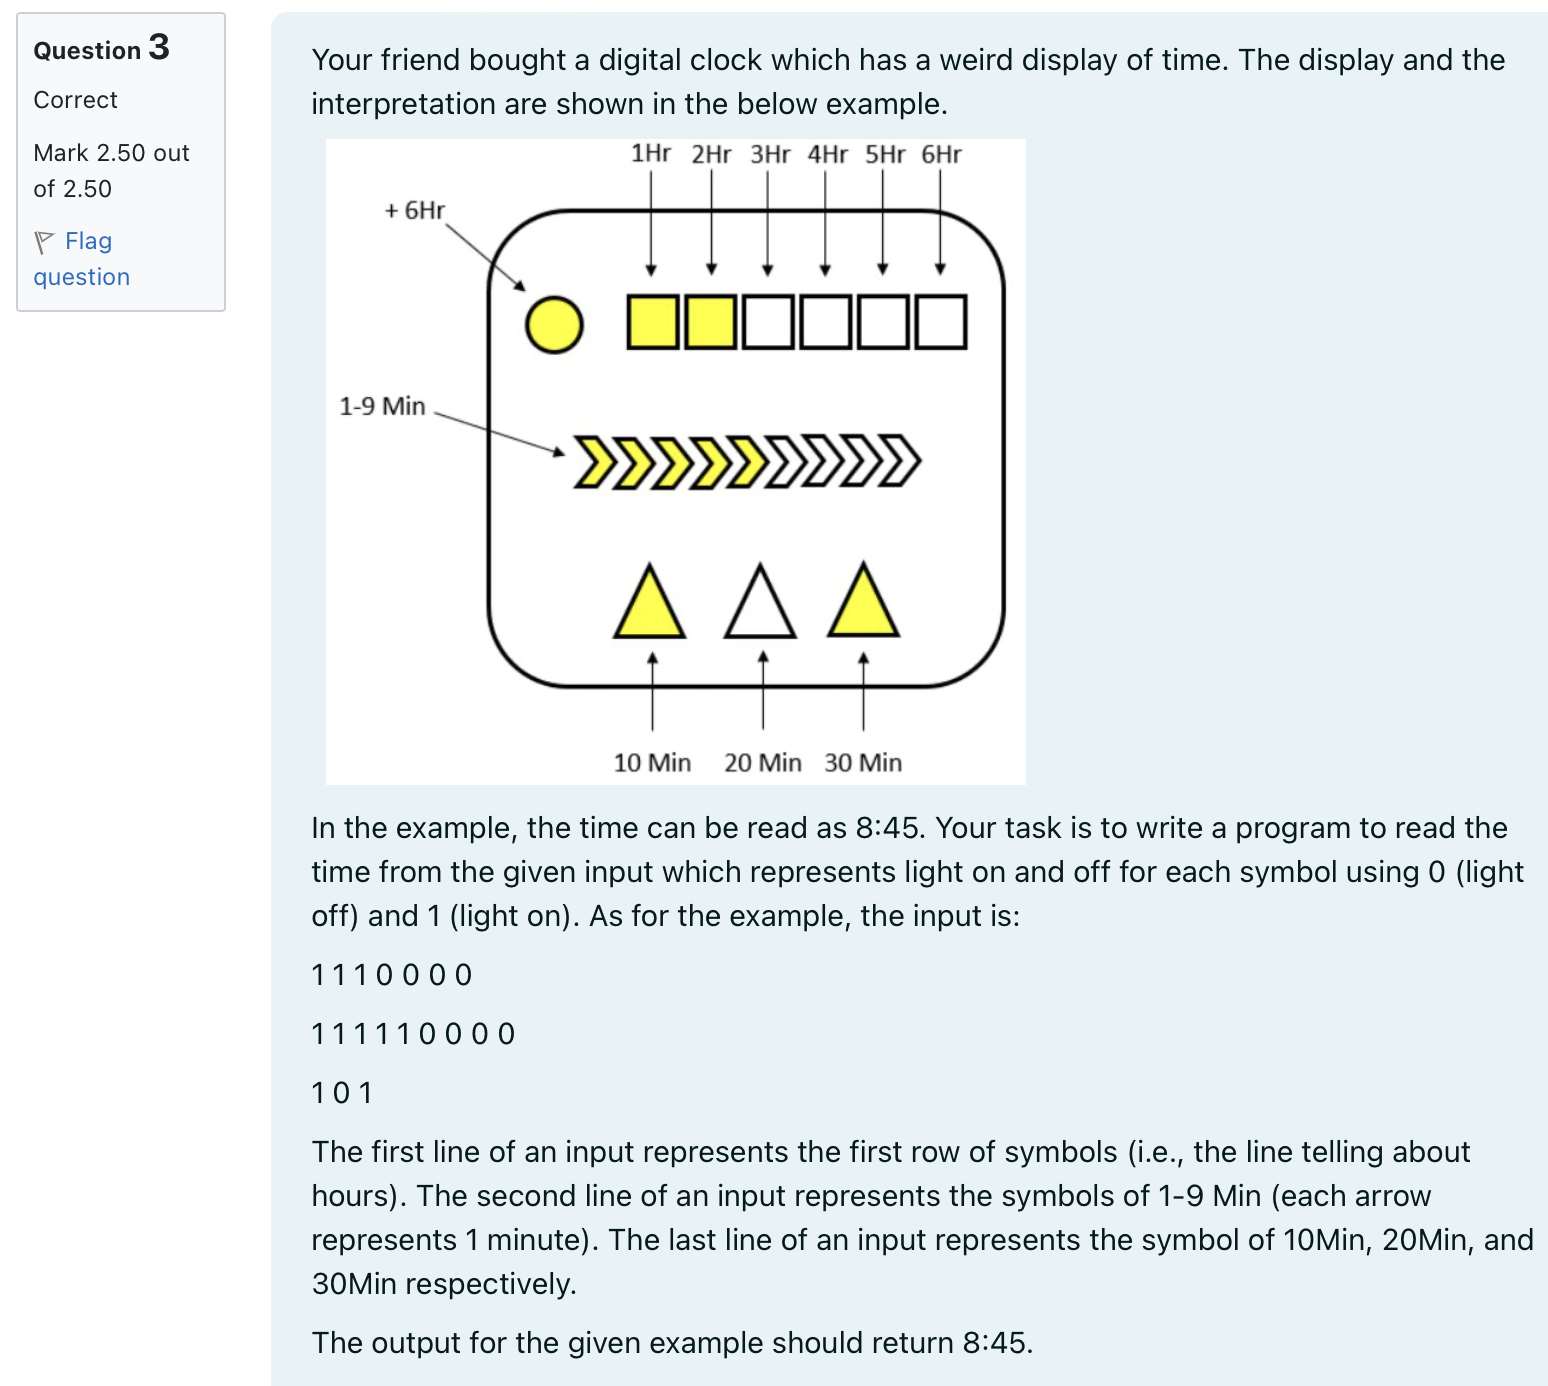 Question 3
Correct
Mark 2.50 out
of 2.50
Flag
question
Your friend bought a digital clock which has a weird display of time. The display and the
interpretation are shown in the below example.
1Hr 2Hr 3Hr 4Hr 5Hr 6Hr
+ 6Hr
1-9 Min
10 Min 20 Min 30 Min
In the example, the time can be read as 8:45. Your task is to write a program to read the
time from the given input which represents light on and off for each symbol using 0 (light
off) and 1 (light on). As for the example, the input is:
1 1 1 0 0 0 0
1 1 1 1 1 0 0 0 0
1 0 1
The first line of an input represents the first row of symbols (i.e., the line telling about
hours). The second line of an input represents the symbols of 1-9 Min (each arrow
represents 1 minute). The last line of an input represents the symbol of 10Min, 20Min, and
30Min respectively.
The output for the given example should return 8:45.